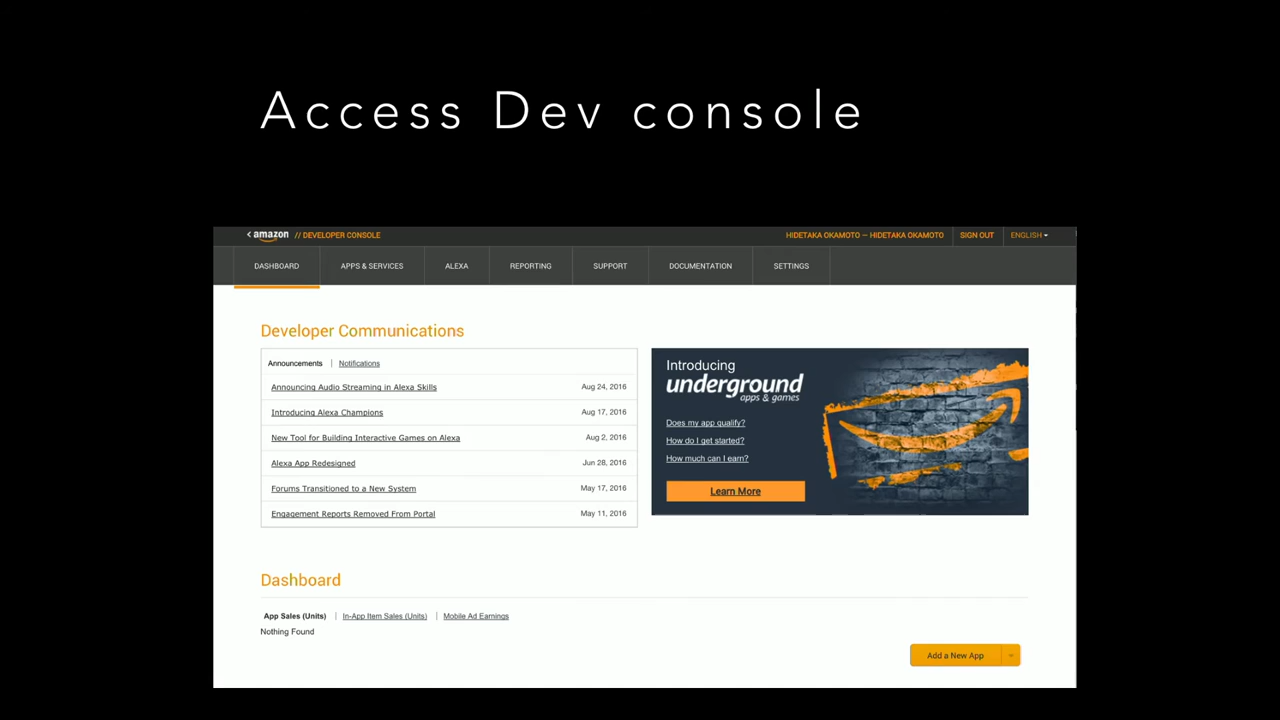 Access Dev console
< amazon // DEVELOPER CONSOLE HIDETAKA OKAMOTO — HIDETAKA OKAMOTO SIGN OUT ENGLISH
DASHBOARD APPS & SERVICES ALEXA REPORTING SUPPORT DOCUMENTATION SETTINGS
Developer Communications
Announcements | Notifications
Announcing Audio Streaming in Alexa Skills Aug 24, 2016
Introducing Alexa Champions Aug 17, 2016
New Tool for Building Interactive Games on Alexa Aug 2, 2016
Alexa App Redesigned Jun 28, 2016
Forums Transitioned to a New System May 17, 2016
Engagement Reports Removed From Portal May 11, 2016
Introducing
underground
apps & games
Does my app qualify?
How do I get started?
How much can I earn?
Learn More
Dashboard
App Sales (Units) | In-App Item Sales (Units) | Mobile Ad Earnings
Nothing Found
Add a New App